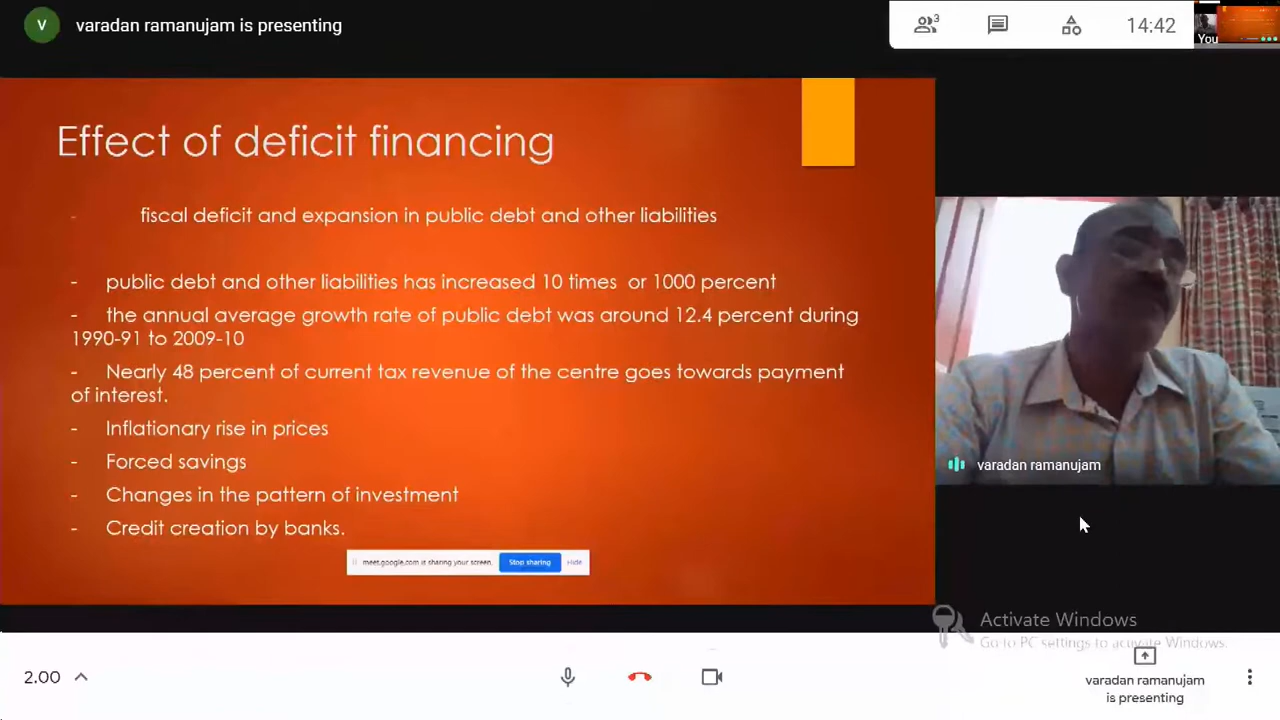 V
varadan ramanujam is presenting
3
14:42
You
Effect of deficit financing
- fiscal deficit and expansion in public debt and other liabilities
- public debt and other liabilities has increased 10 times or 1000 percent
- the annual average growth rate of public debt was around 12.4 percent during
1990-91 to 2009-10
- Nearly 48 percent of current tax revenue of the centre goes towards payment
of interest.
- Inflationary rise in prices
- Forced savings
- Changes in the pattern of investment
- Credit creation by banks.
meet.google.com is sharing your screen.
Stop sharing
Hide
varadan ramanujam
Activate Windows
Go to PC settings to activate Windows.
2.00
varadan ramanujam
is presenting